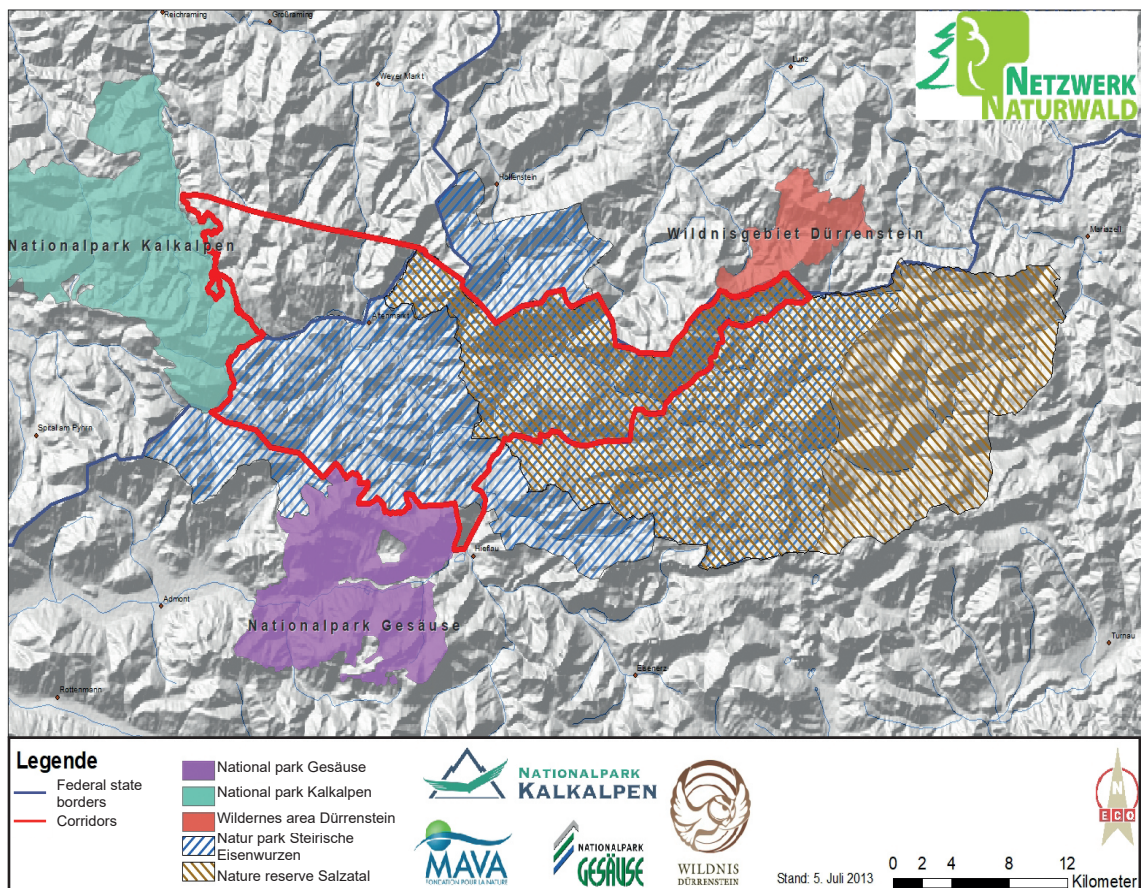 Reichraming
Großraming
Lunz
Weyer Markt
NETZWERK
NATURWALD
Hollenstein
Nationalpark Kalkalpen
Wildnisgebiet Dürrenstein
Mariazell
Altenmarkt
Spital am Pyhrn
Hieflau
Admont
Nationalpark Gesäuse
Turnau
Eisenerz
Rottenmann
Legende
Federal state
borders
Corridors
National park Gesäuse
National park Kalkalpen
Wildernes area Dürrenstein
Natur park Steirische
Eisenwurzen
Nature reserve Salzatal
NATIONALPARK
KALKALPEN
MAVA
FONDATION POUR LA NATURE
NATIONALPARK
GESÄUSE
WILDNIS
DÜRRENSTEIN
Stand: 5. Juli 2013
N
ECO
0 2 4 8 12
Kilometer